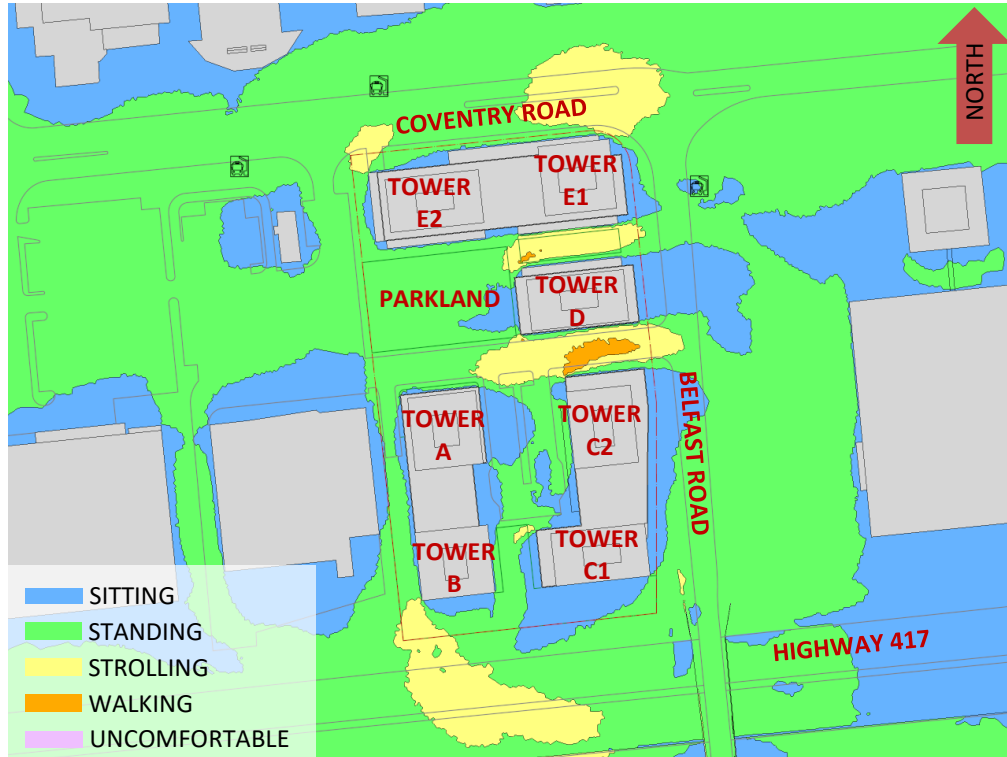 NORTH
COVENTRY ROAD
TOWER
E2
TOWER
E1
PARKLAND
TOWER
D
TOWER
A
TOWER
C2
BELFAST ROAD
TOWER
B
TOWER
C1
HIGHWAY 417
SITTING
STANDING
STROLLING
WALKING
UNCOMFORTABLE